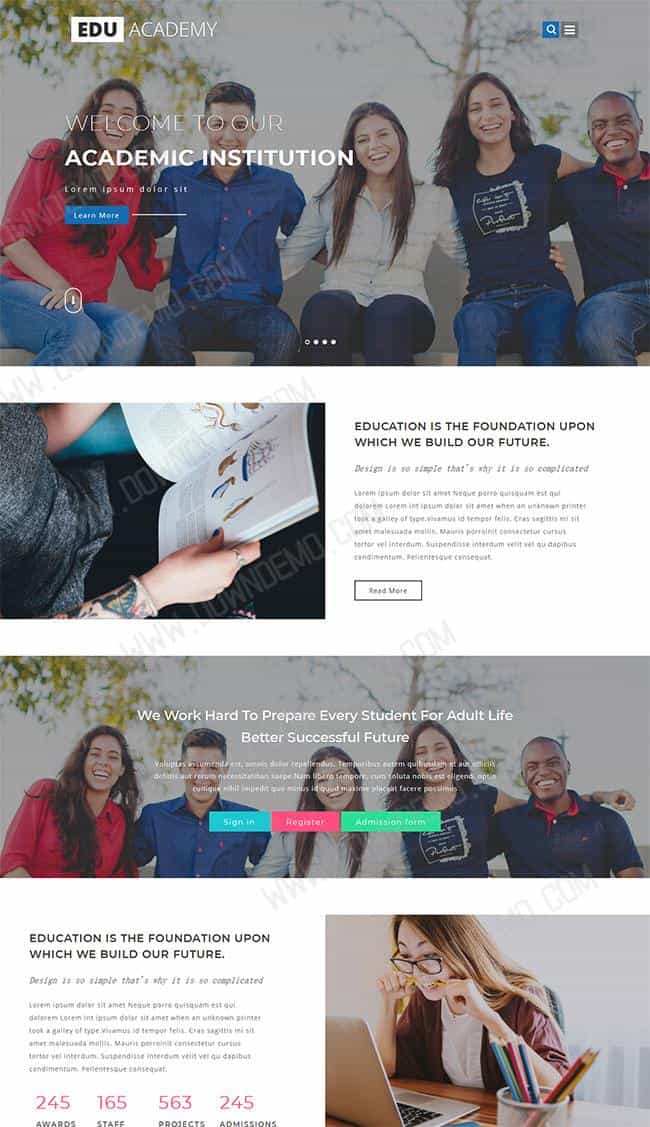 EDU ACADEMY
WELCOME TO OUR
ACADEMIC INSTITUTION
Lorem ipsum dolor sit
Learn More
EDUCATION IS THE FOUNDATION UPON
WHICH WE BUILD OUR FUTURE.
Design is so simple that's why it is so complicated
Lorem ipsum dolor sit amet Neque porro quisquam est qui
dolorem Lorem int ipsum dolor sit amet when an unknown printer
took a galley of type.Vivamus id tempor felis. Cras sagittis mi sit
amet malesuada mollis. Mauris porroinit consectetur cursus
tortor vel interdum. Suspendisse interdum velit vel qu dapibus
condimentum. Pellentesque consequat.
Read More
We Work Hard To Prepare Every Student For Adult Life
Better Successful Future
Voluptas assumenda est, omnis dolor repellendus. Temporibus autem quibusdam et aut officiis
debitis aut rerum necessitatibus saepe.Nam libero tempore, cum soluta nobis est eligendi optio
cumque nihil impedit quo minus id quod maxime placeat facere possimus
Sign in
Register
Admission form
EDUCATION IS THE FOUNDATION UPON
WHICH WE BUILD OUR FUTURE.
Design is so simple that's why it is so complicated
Lorem ipsum dolor sit amet Neque porro quisquam est qui
dolorem Lorem int ipsum dolor sit amet when an unknown printer
took a galley of type.Vivamus id tempor felis. Cras sagittis mi sit
amet malesuada mollis. Mauris porroinit consectetur cursus
tortor vel interdum. Suspendisse interdum velit vel qu dapibus
condimentum. Pellentesque consequat.
245 165 563 245
AWARDS STAFF PROJECTS ADMISSIONS
WWW.DOWNDEMO.COM
WWW.DOWNDEMO.COM